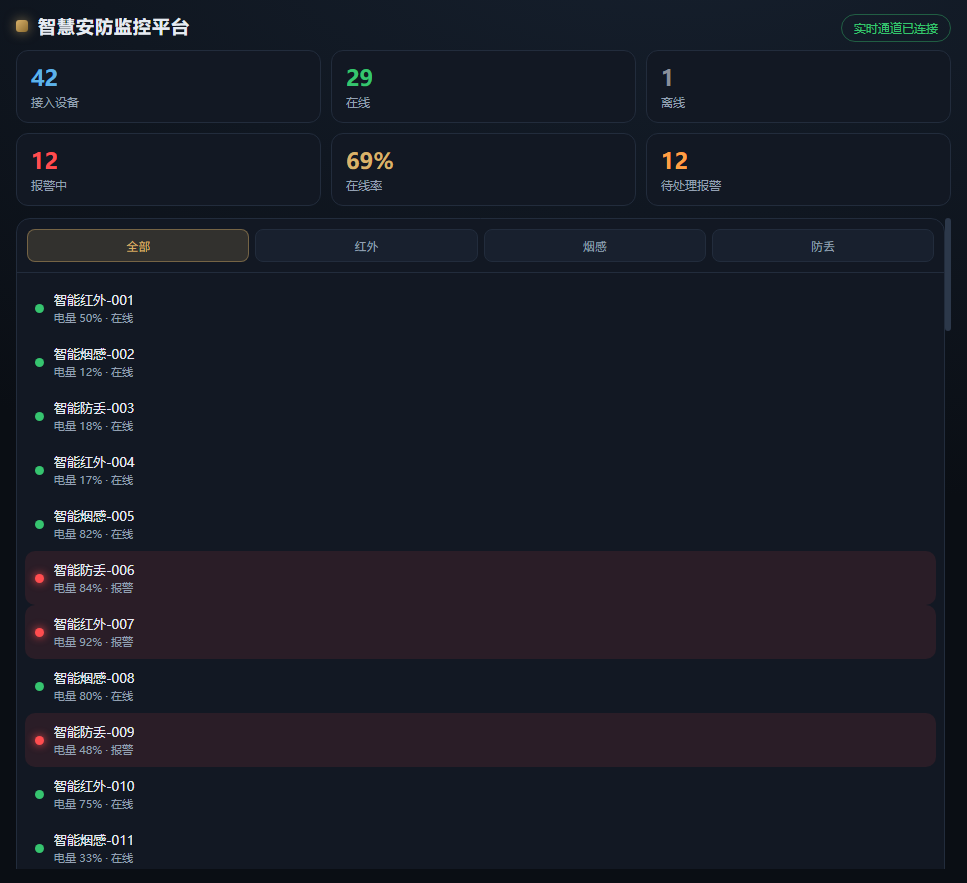 智慧安防监控平台
实时通道已连接
42
接入设备
29
在线
1
离线
12
报警中
69%
在线率
12
待处理报警
全部
红外
烟感
防丢
智能红外-001
电量 50% · 在线
智能烟感-002
电量 12% · 在线
智能防丢-003
电量 18% · 在线
智能红外-004
电量 17% · 在线
智能烟感-005
电量 82% · 在线
智能防丢-006
电量 84% · 报警
智能红外-007
电量 92% · 报警
智能烟感-008
电量 80% · 在线
智能防丢-009
电量 48% · 报警
智能红外-010
电量 75% · 在线
智能烟感-011
电量 33% · 在线